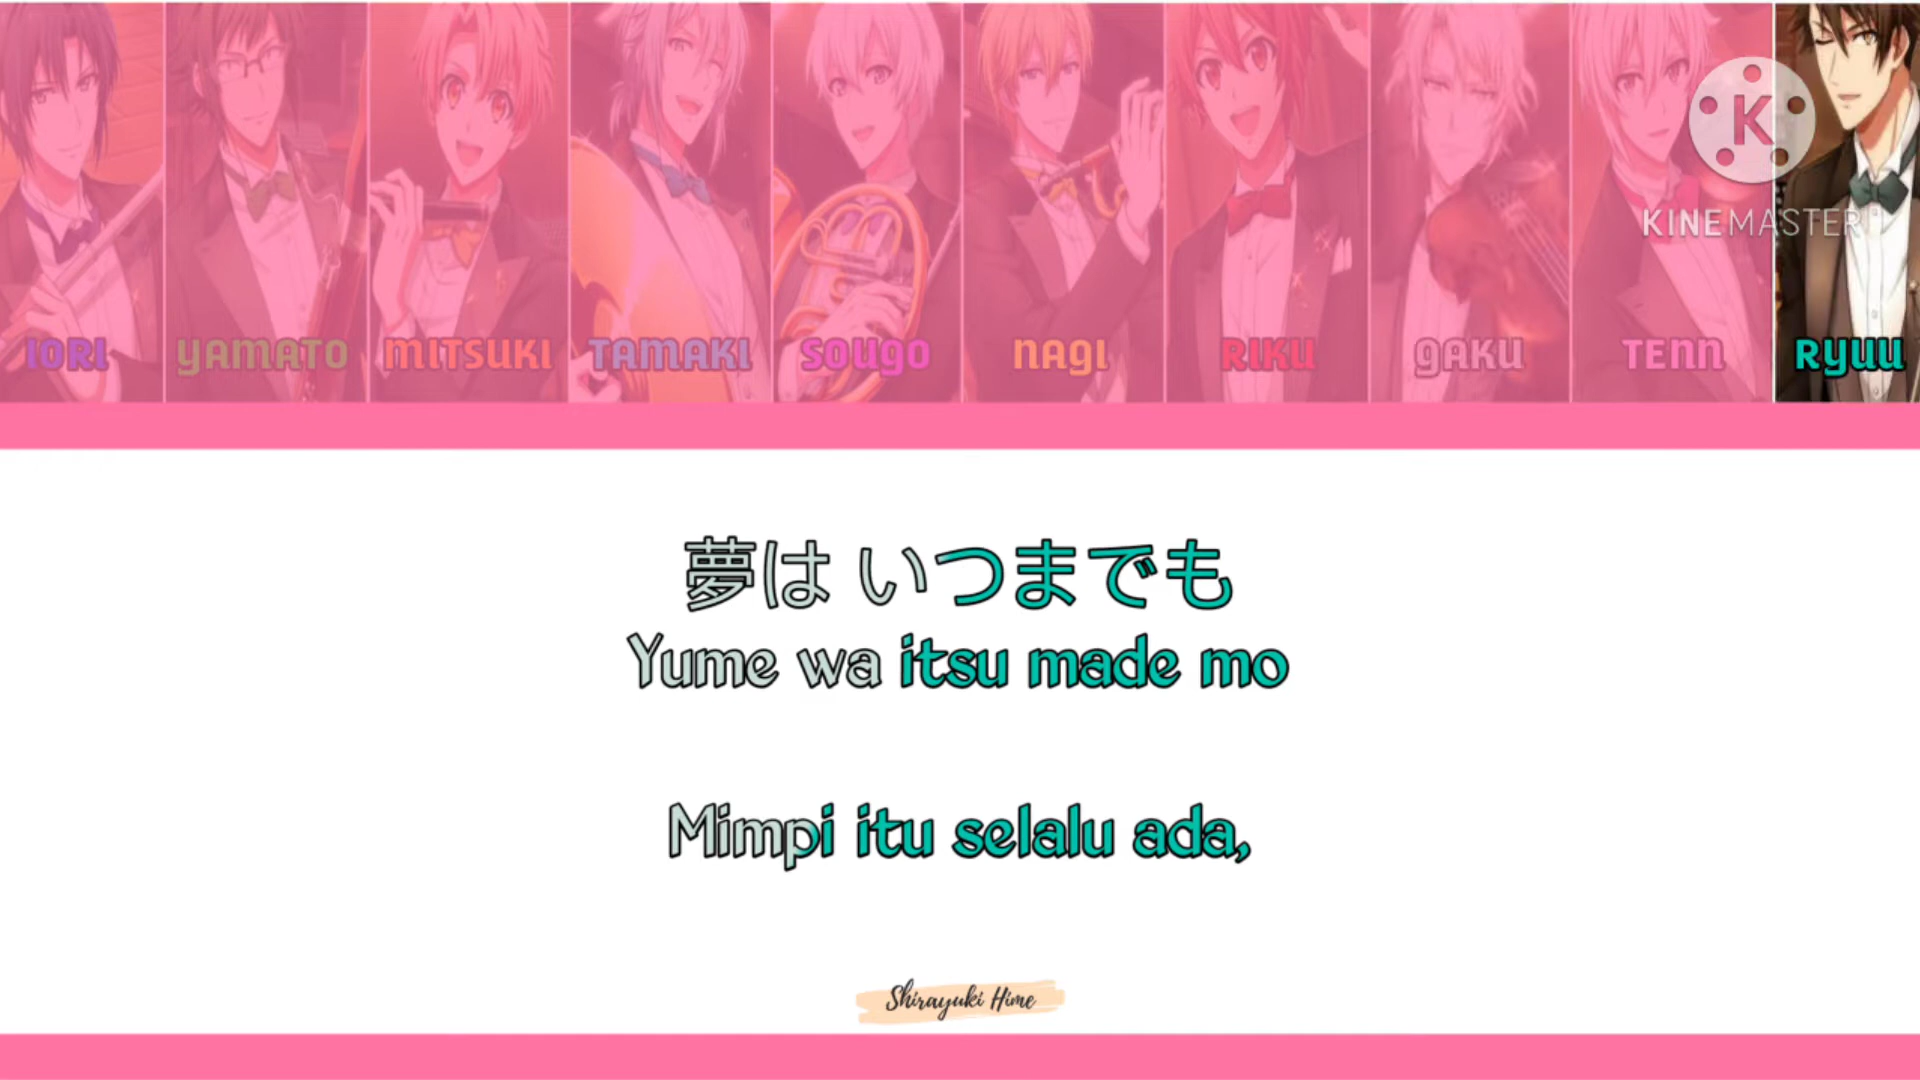 IORI YAMATO MITSUKI TAMAKI SOUGO NAGI RIKU GAKU TENN RYUU
K
KINEMASTER
夢は いつまでも
Yume wa itsu made mo
Mimpi itu selalu ada,
Shirayuki Hime